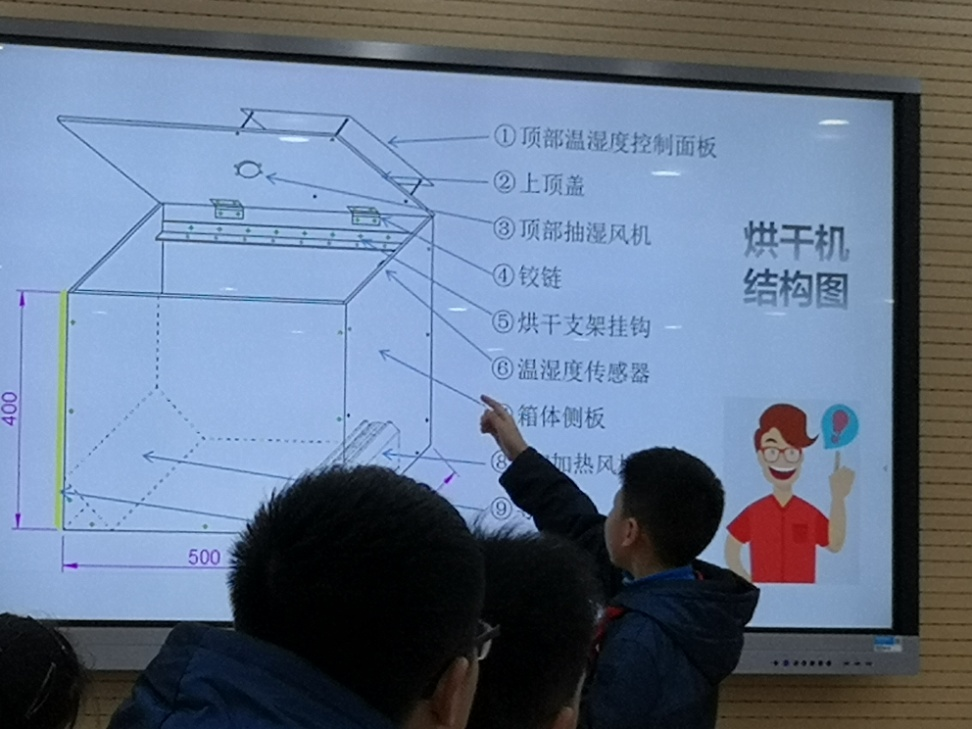 ①顶部温湿度控制面板
②上顶盖
③顶部抽湿风机
④铰链
⑤烘干支架挂钩
⑥温湿度传感器
箱体侧板
⑧加热风
⑨
烘干机
结构图
400
500